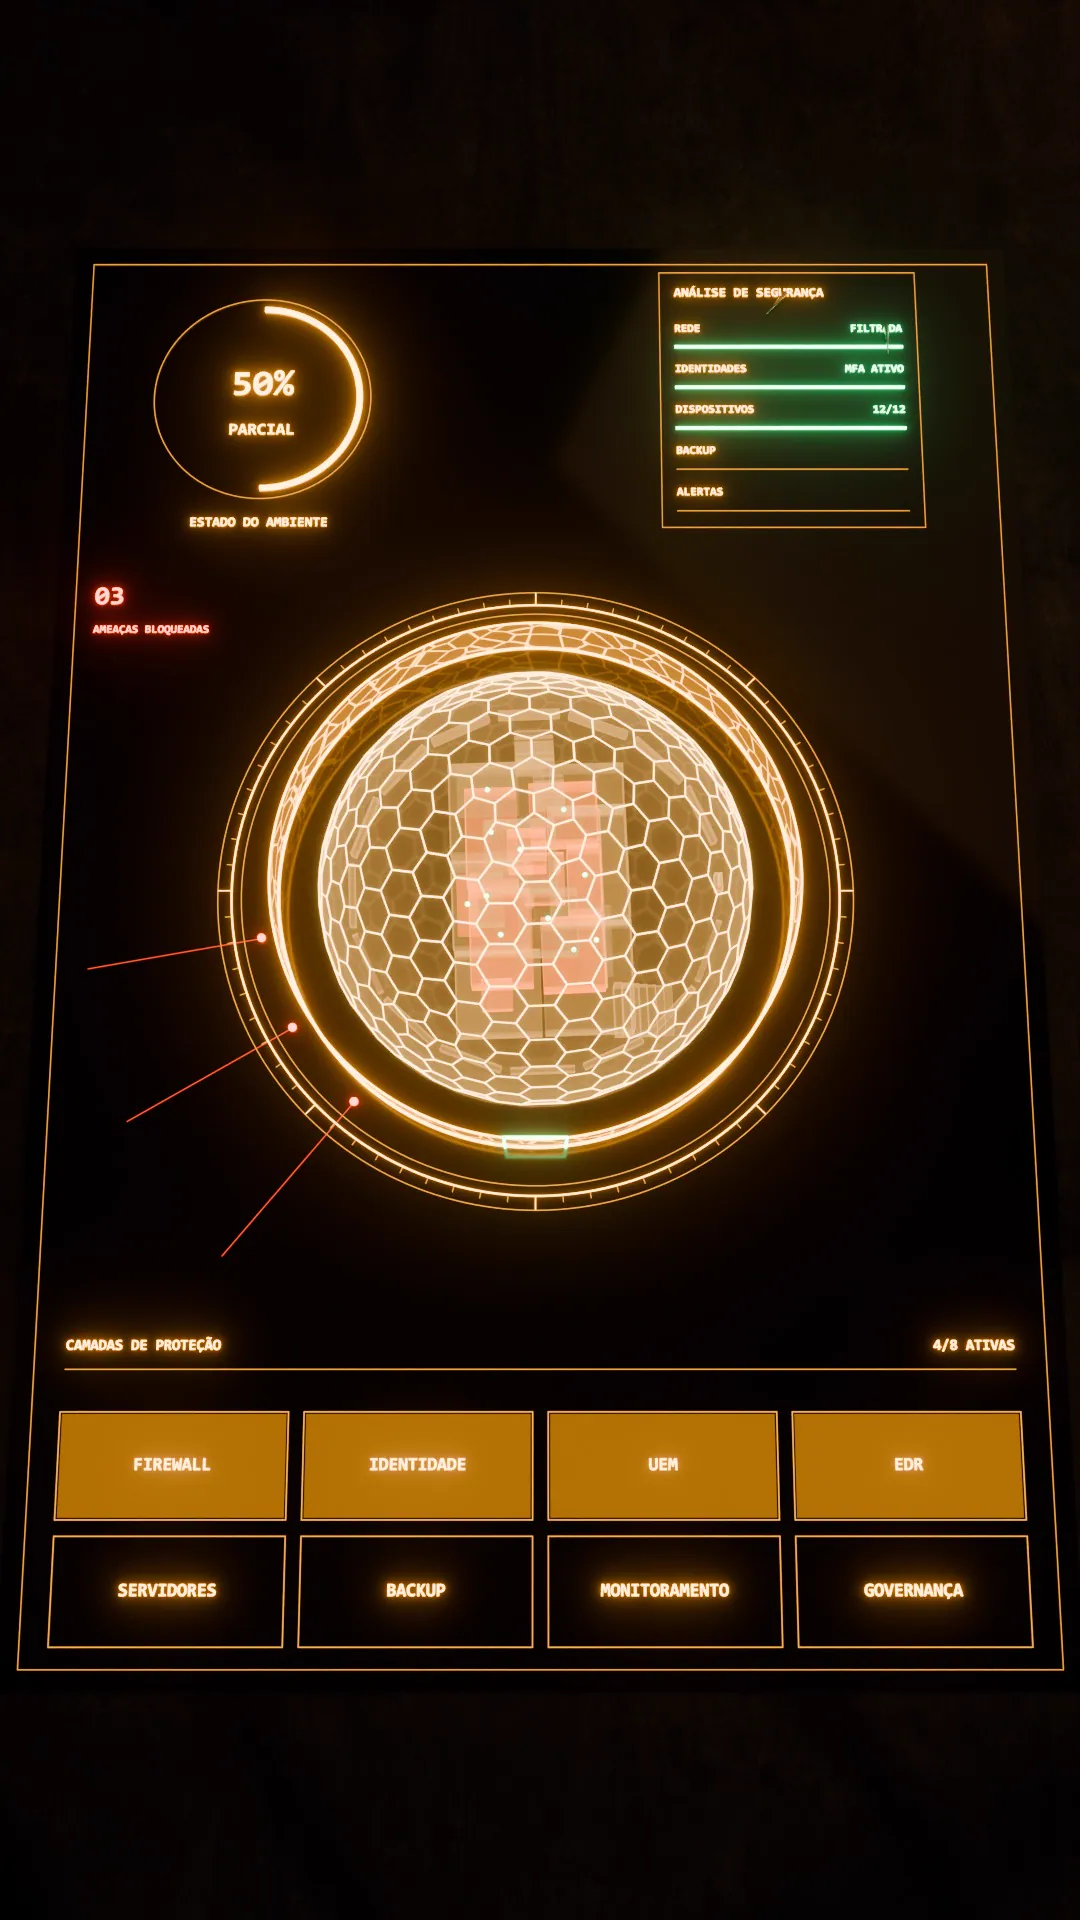 50%
PARCIAL
ESTADO DO AMBIENTE
ANÁLISE DE SEGURANÇA
REDE FILTRADA
IDENTIDADES MFA ATIVO
DISPOSITIVOS 12/12
BACKUP
ALERTAS
03
AMEAÇAS BLOQUEADAS
CAMADAS DE PROTEÇÃO 4/8 ATIVAS
FIREWALL IDENTIDADE UEM EDR
SERVIDORES BACKUP MONITORAMENTO GOVERNANÇA